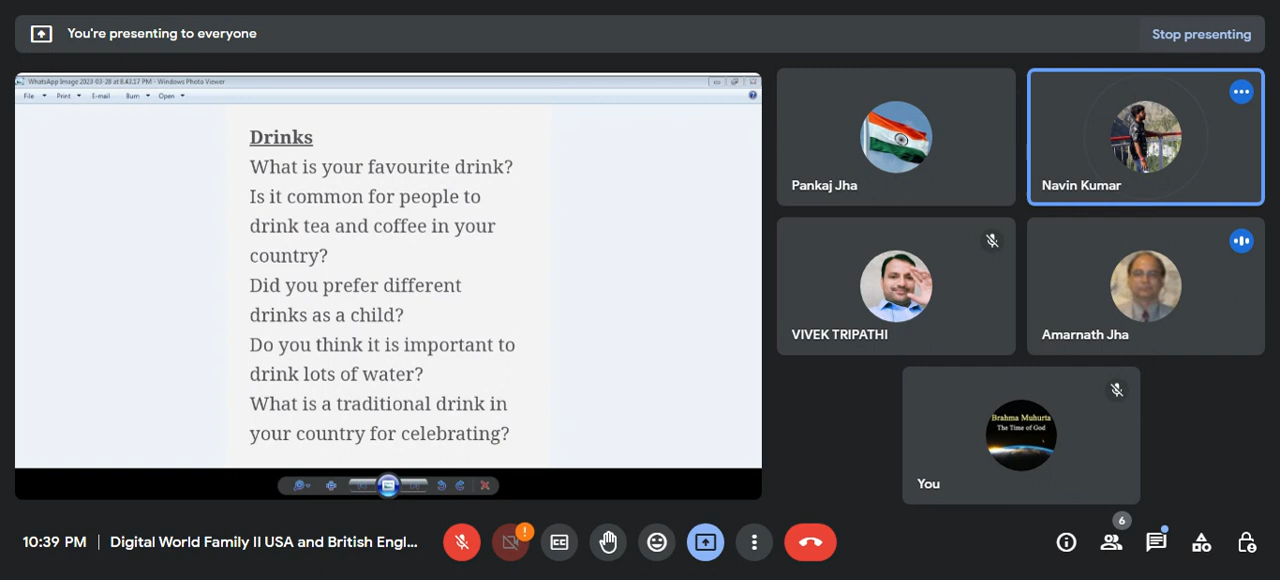 You're presenting to everyone
Stop presenting
WhatsApp Image 2023-03-28 at 8.43.17 PM - Windows Photo Viewer
File Print E-mail Burn Open
Drinks
What is your favourite drink?
Is it common for people to
drink tea and coffee in your
country?
Did you prefer different
drinks as a child?
Do you think it is important to
drink lots of water?
What is a traditional drink in
your country for celebrating?
Pankaj Jha
Navin Kumar
VIVEK TRIPATHI
Amarnath Jha
Brahma Muhurta
The Time of God
You
10:39 PM | Digital World Family II USA and British Engl...
6